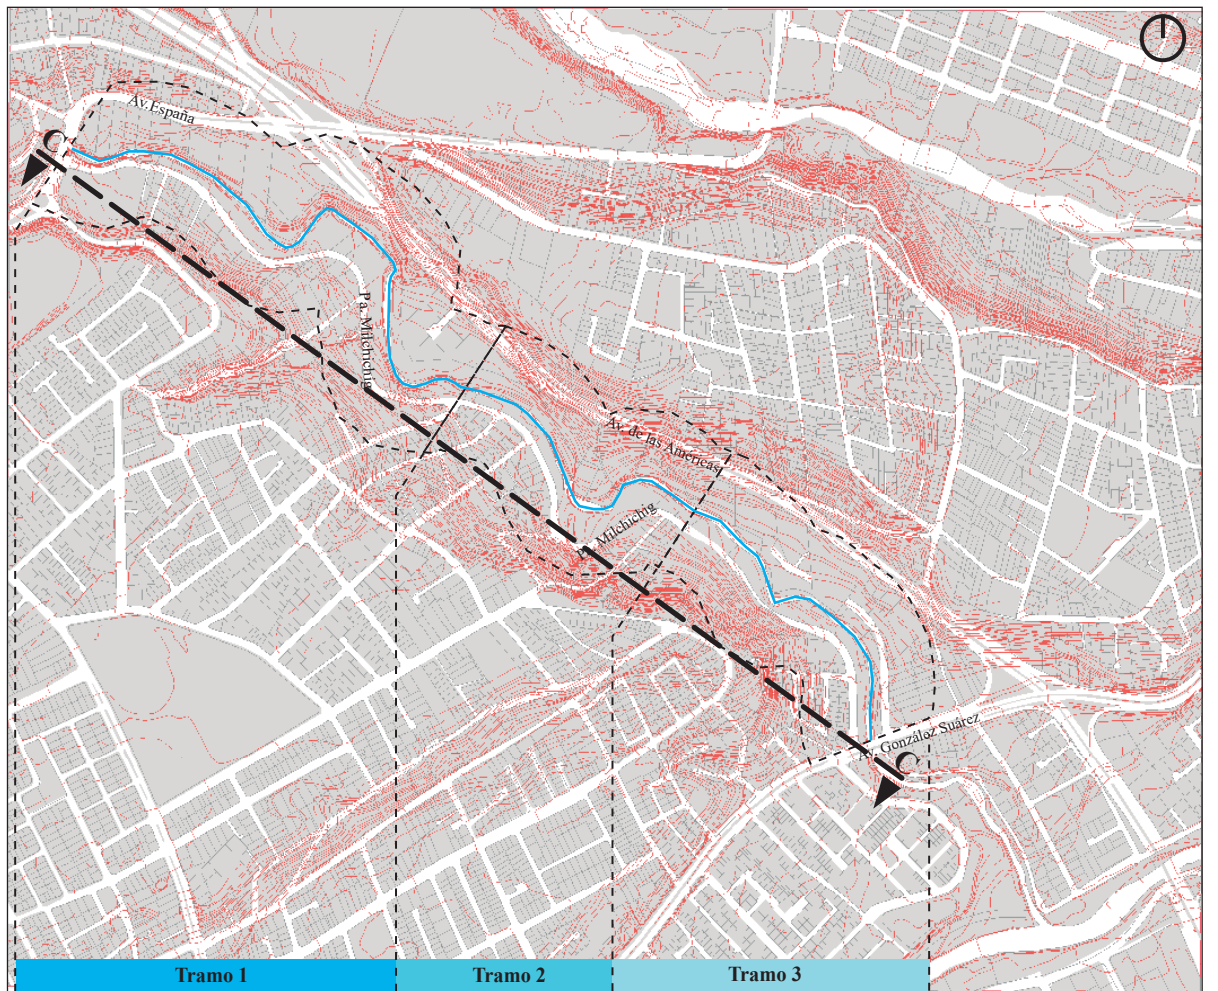 Av.España
C
Pa. Milchichig
Av. de las Américas
Pa. Milchichig
Av. González Suárez
C
Tramo 1
Tramo 2
Tramo 3